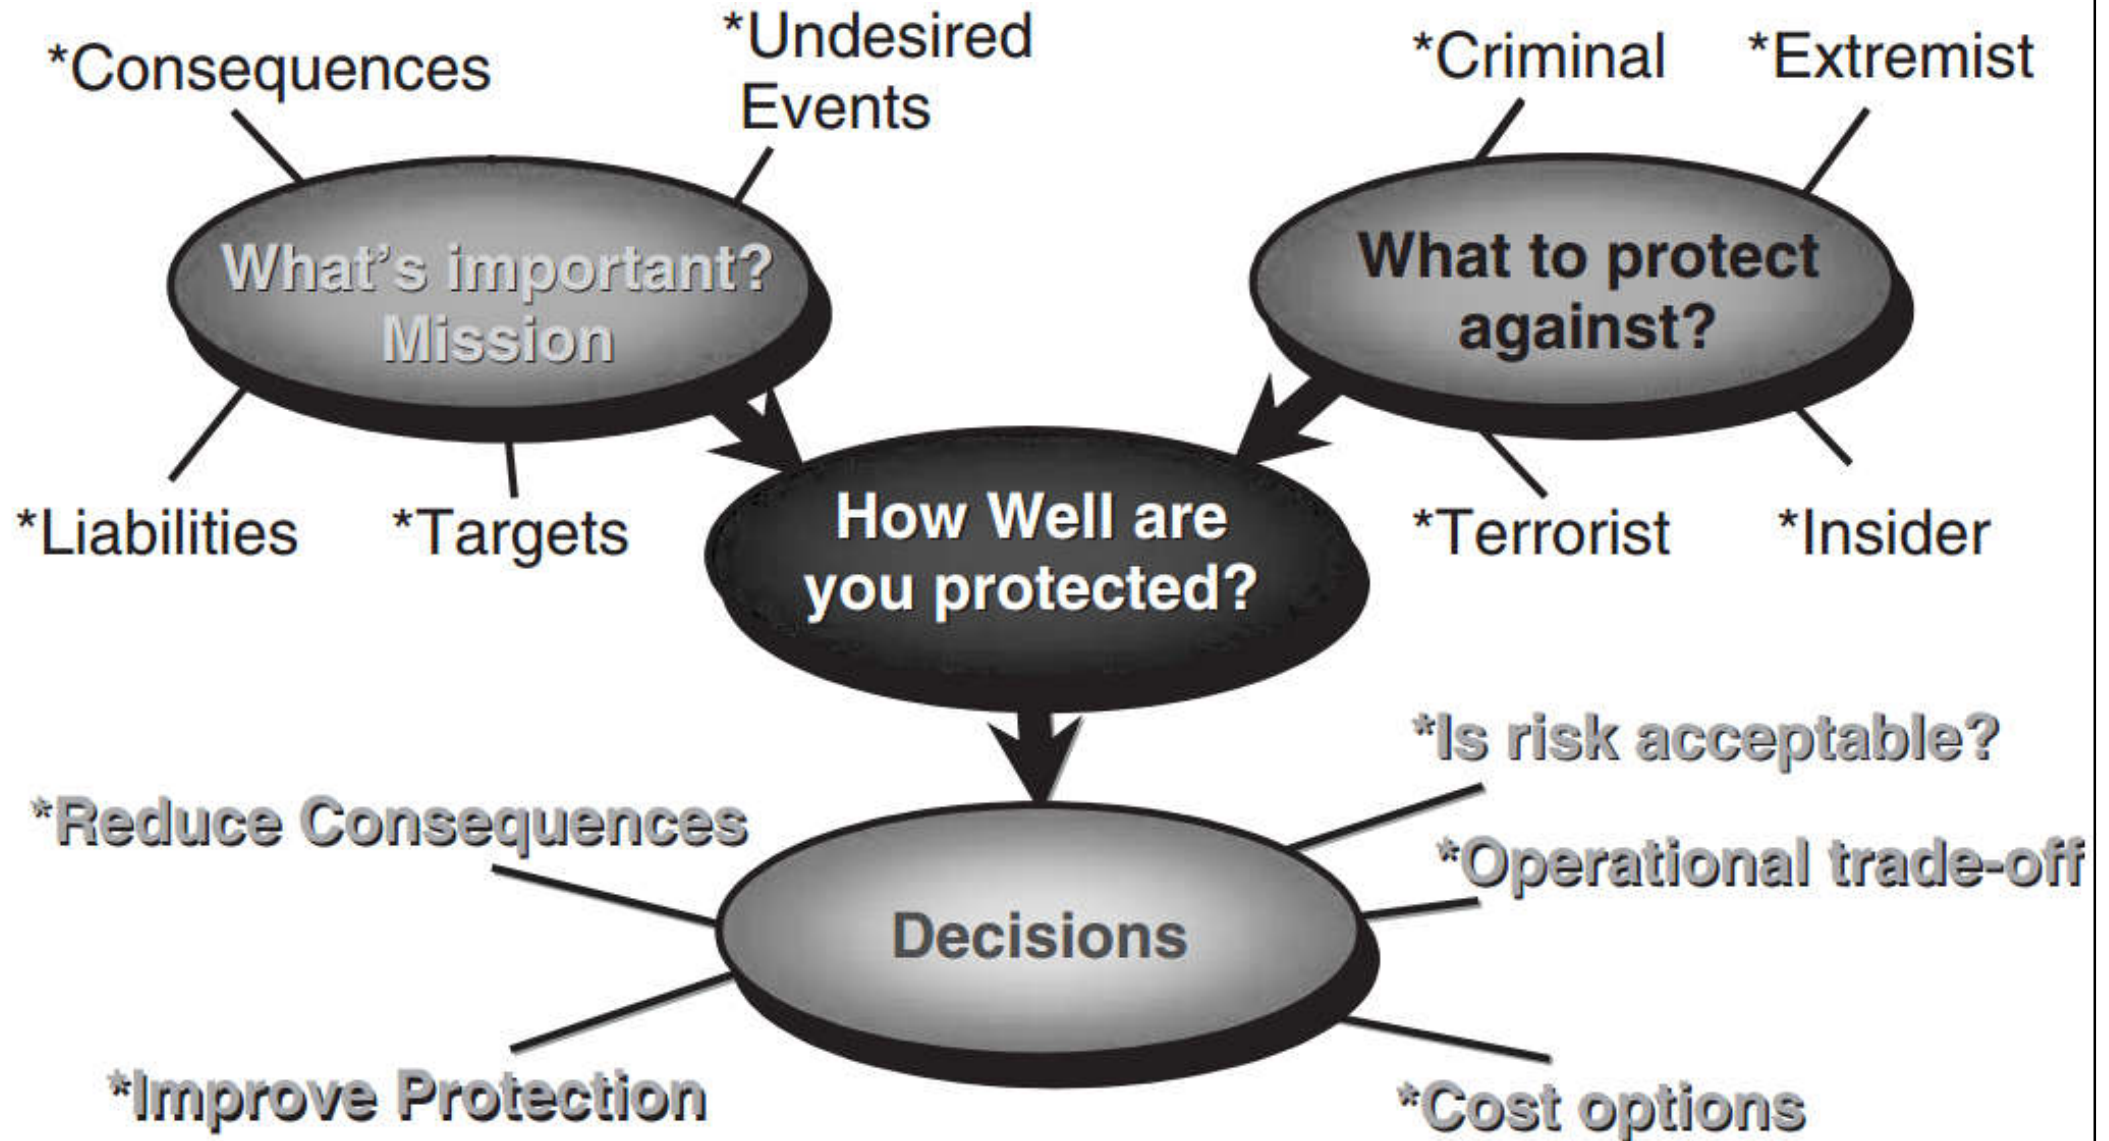 *Consequences
*Undesired
Events
*Criminal
*Extremist
What's important?
Mission
What to protect
against?
*Liabilities
*Targets
How Well are
you protected?
*Terrorist
*Insider
*Is risk acceptable?
*Reduce Consequences
*Operational trade-off
Decisions
*Improve Protection
*Cost options